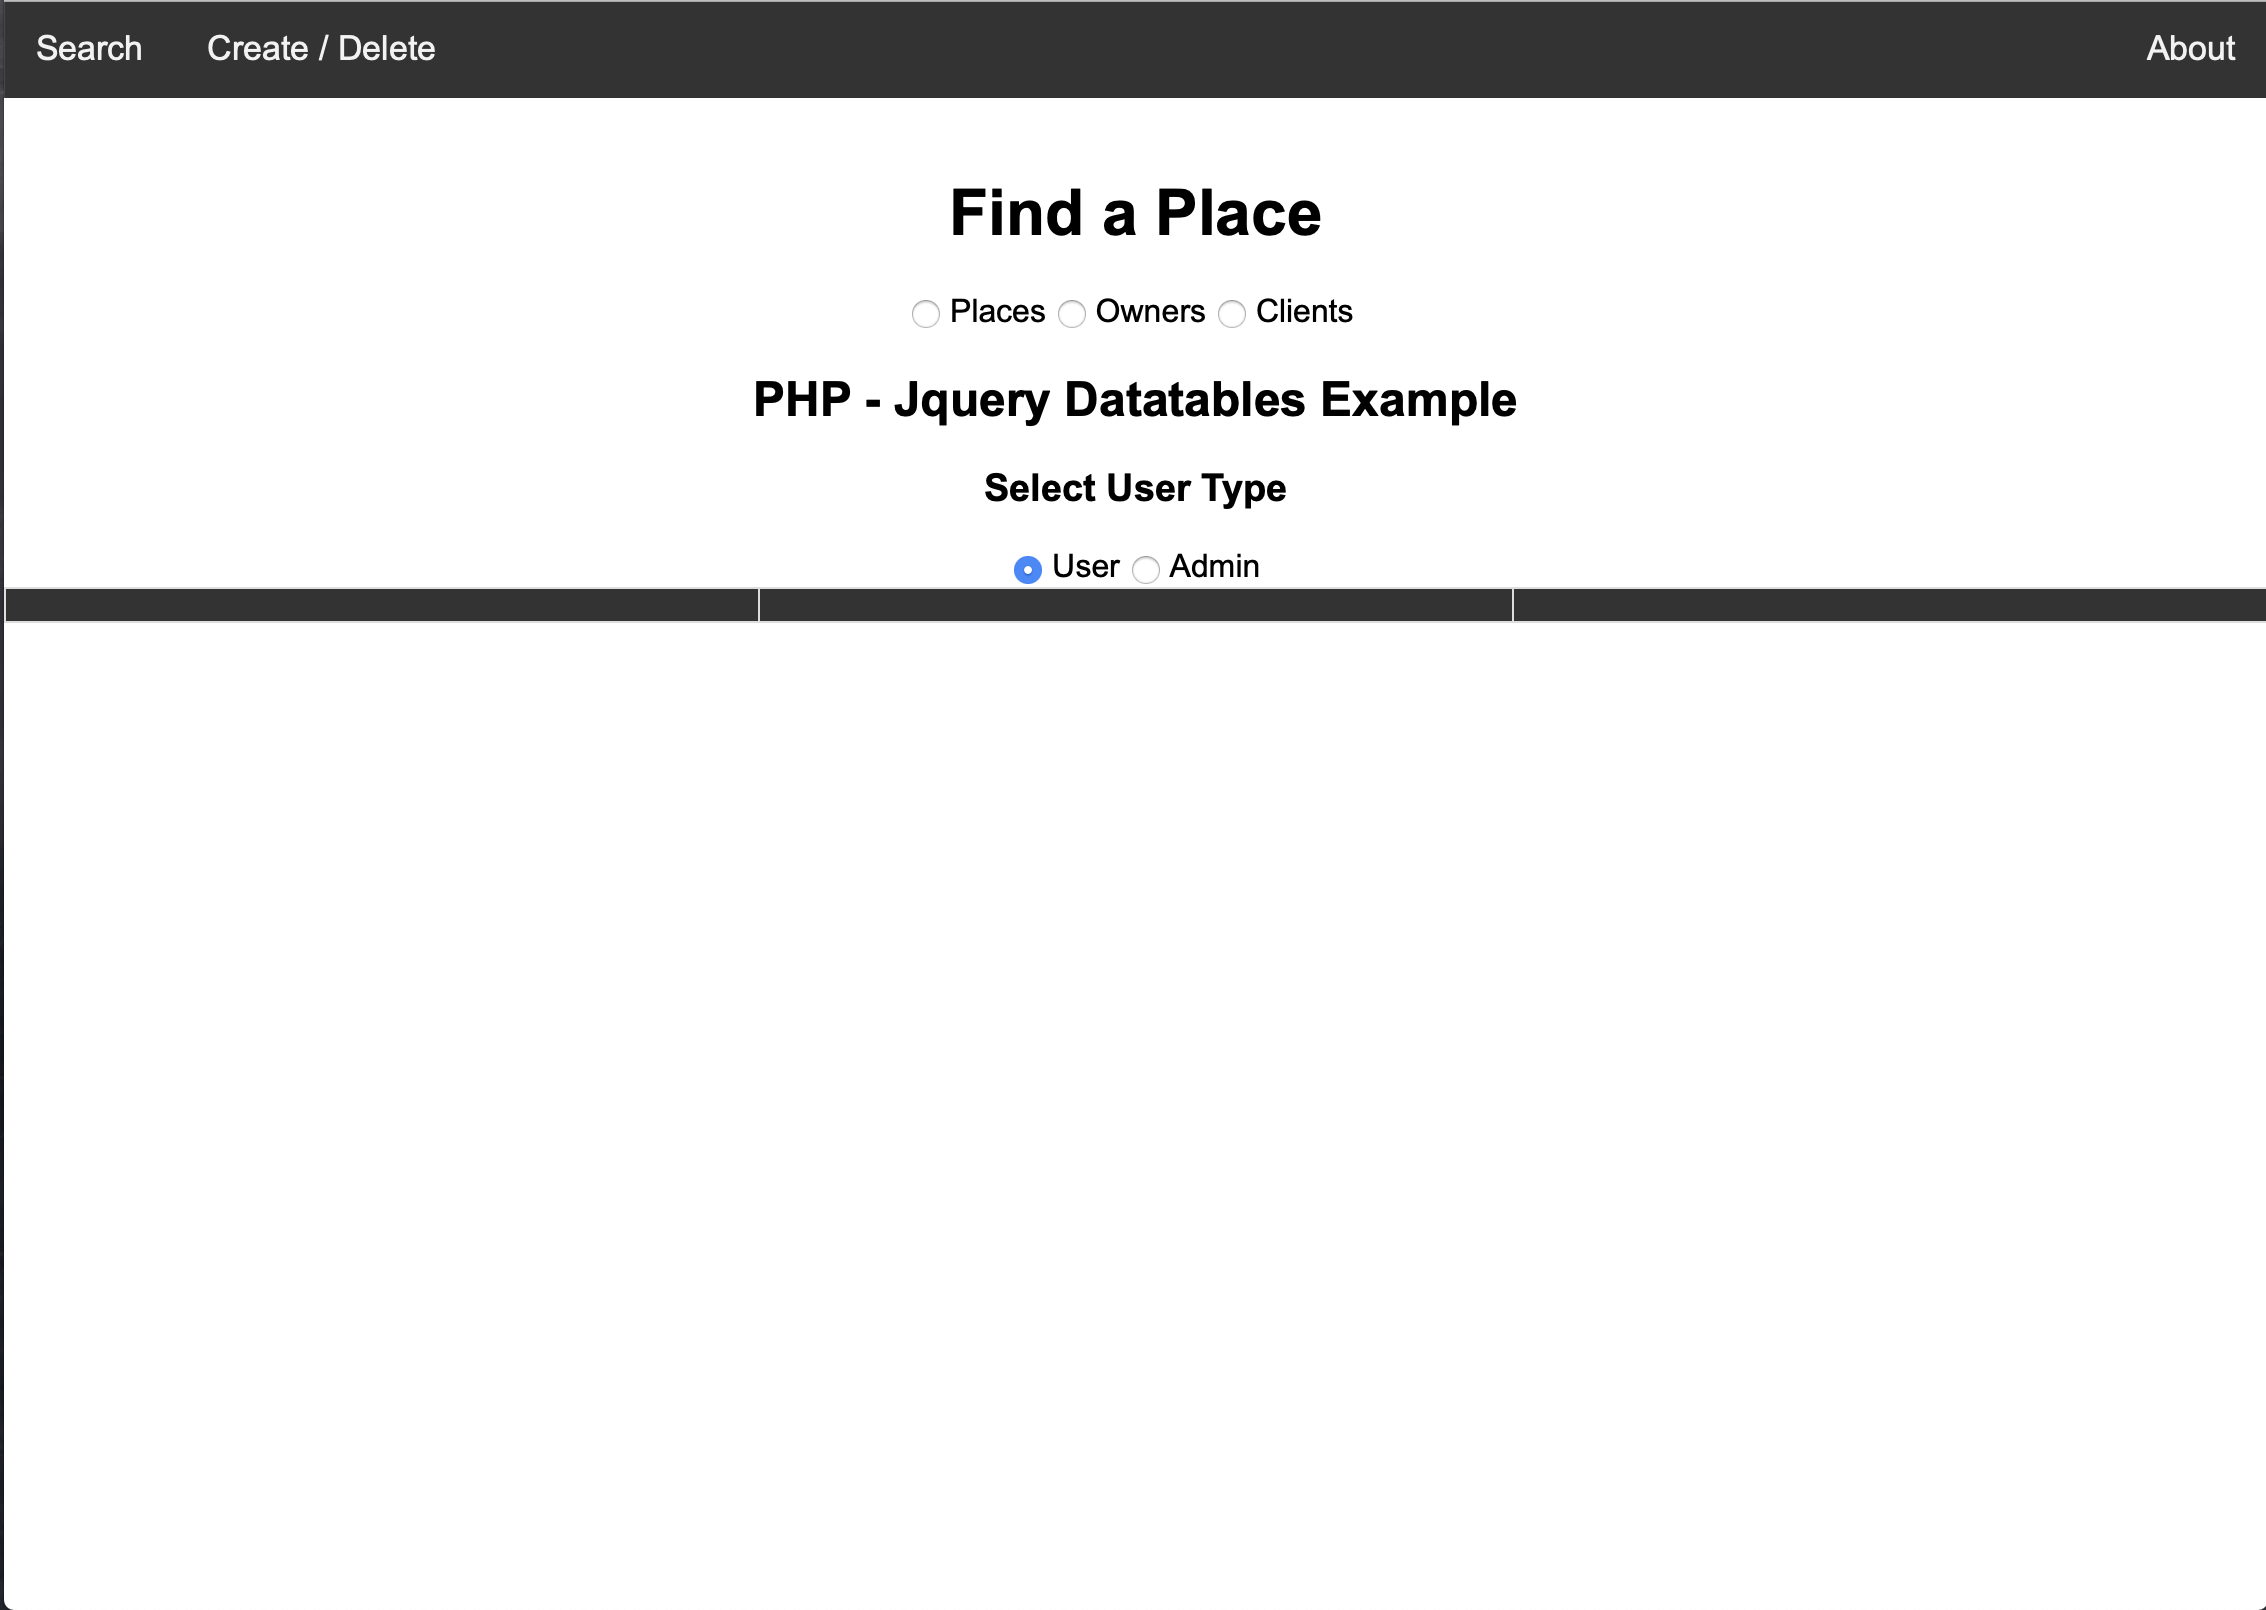 Search Create / Delete About
Find a Place
Places Owners Clients
PHP - Jquery Datatables Example
Select User Type
User Admin